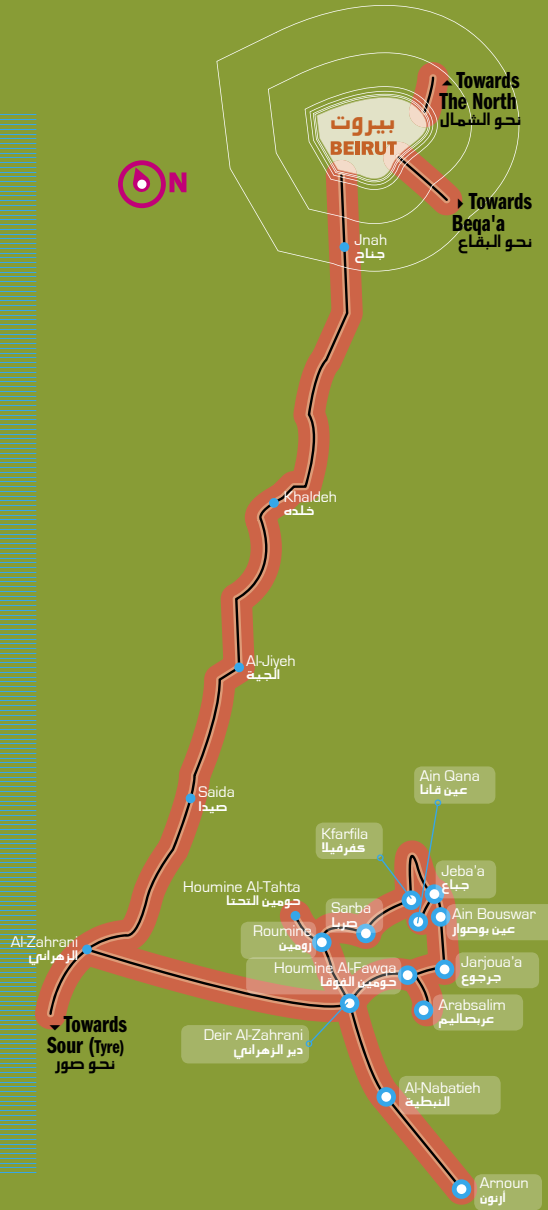 Towards
The North
نحو الشمال
بيروت
BEIRUT
N
Towards
Beqa'a
نحو البقاع
Jnah
جناح
Khaldeh
خلده
Al-Jiyeh
الجية
Saida
صيدا
Ain Qana
عين قانا
Kfarfila
كفرفيلا
Jeba'a
جباع
Houmine Al-Tahta
حومين التحتا
Sarba
صربا
Ain Bouswar
عين بوصوار
Roumine
رومين
Al-Zahrani
الزهراني
Houmine Al-Fawqa
حومين الفوقا
Jarjoua'a
جرجوع
Arabsalim
عربصاليم
Towards
Sour (Tyre)
نحو صور
Deir Al-Zahrani
دير الزهراني
Al-Nabatieh
النبطية
Arnoun
أرنون